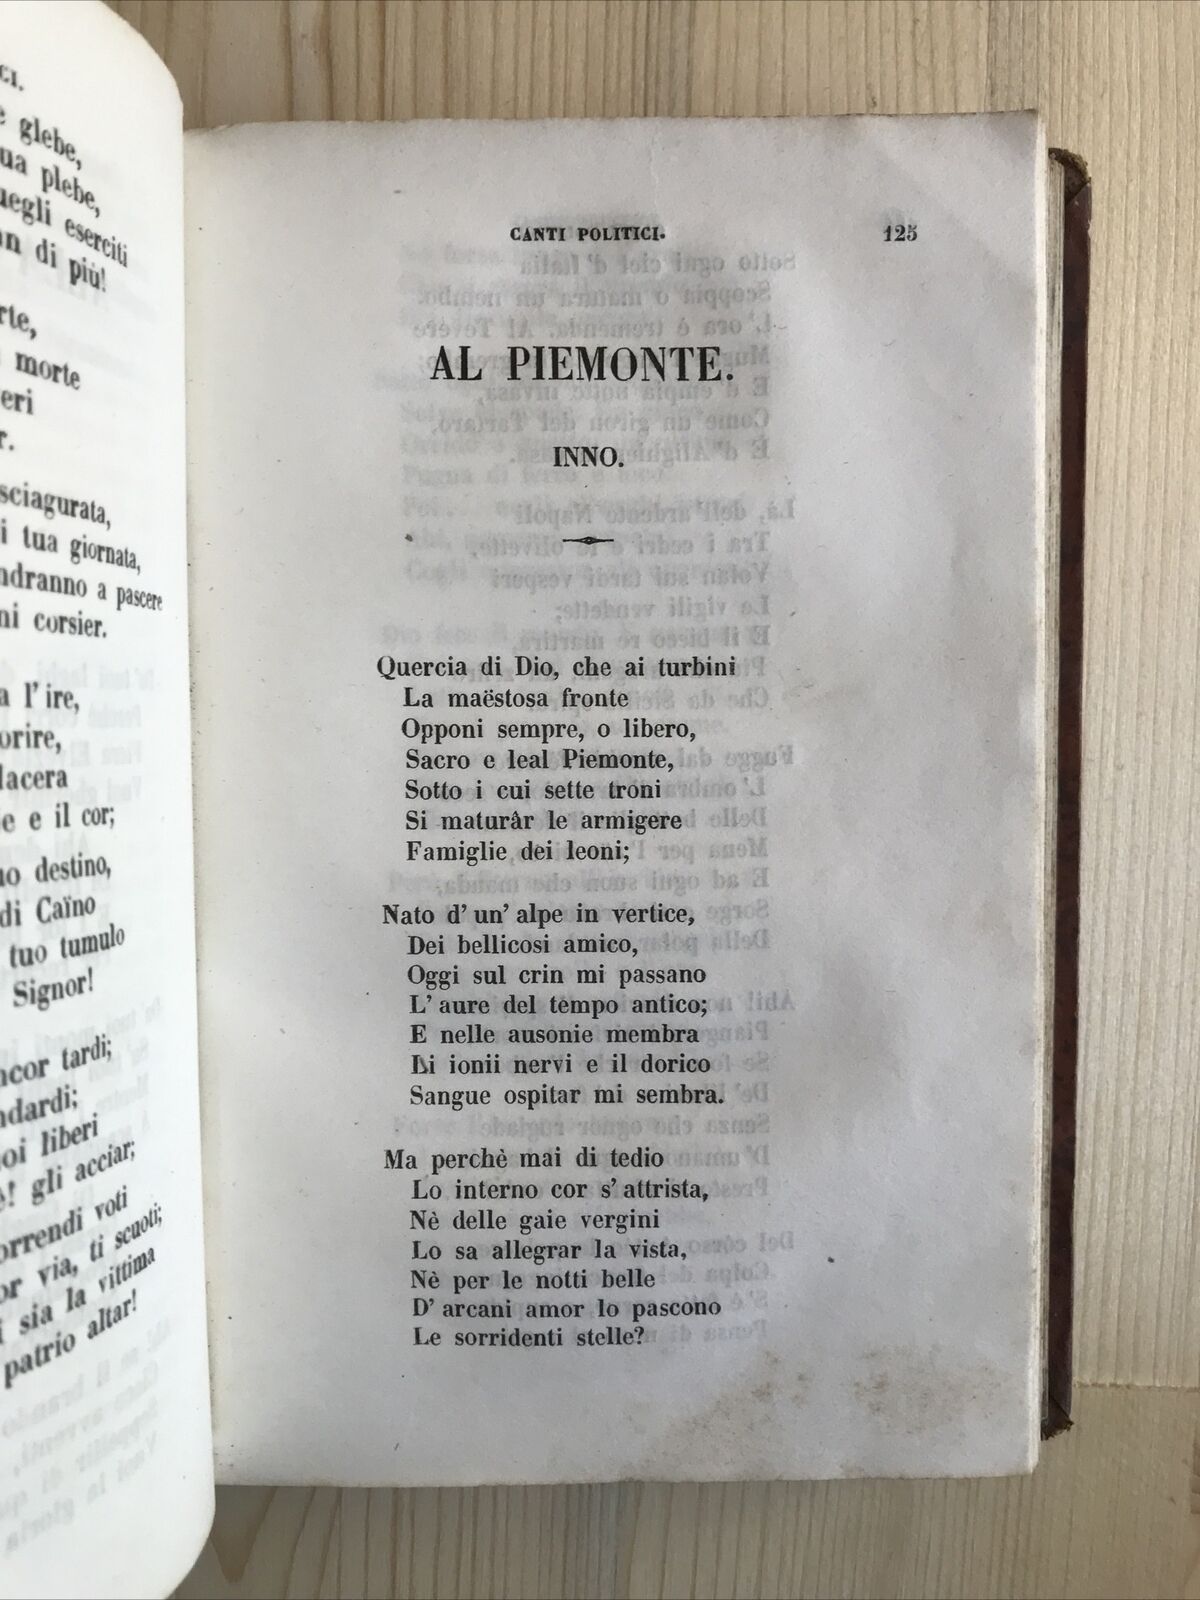 CI.
glebe,
plebe,
eserciti
di più!
morte
sciagurata,
tua giornata,
a pascere
corsier.
l' ire,
e il cor;
destino,
di Caïno
tuo tumulo
Signor!
tardi;
liberi
gli acciar;
voti
via, ti scuoti;
sia la vittima
patrio altar!
CANTI POLITICI. 125
AL PIEMONTE.
INNO.
Quercia di Dio, che ai turbini
La maëstosa fronte
Opponi sempre, o libero,
Sacro e leal Piemonte,
Sotto i cui sette troni
Si maturâr le armigere
Famiglie dei leoni;
Nato d' un' alpe in vertice,
Dei bellicosi amico,
Oggi sul crin mi passano
L' aure del tempo antico;
E nelle ausonie membra
Li ionii nervi e il dorico
Sangue ospitar mi sembra.
Ma perchè mai di tedio
Lo interno cor s' attrista,
Nè delle gaie vergini
Lo sa allegrar la vista,
Nè per le notti belle
D' arcani amor lo pascono
Le sorridenti stelle?